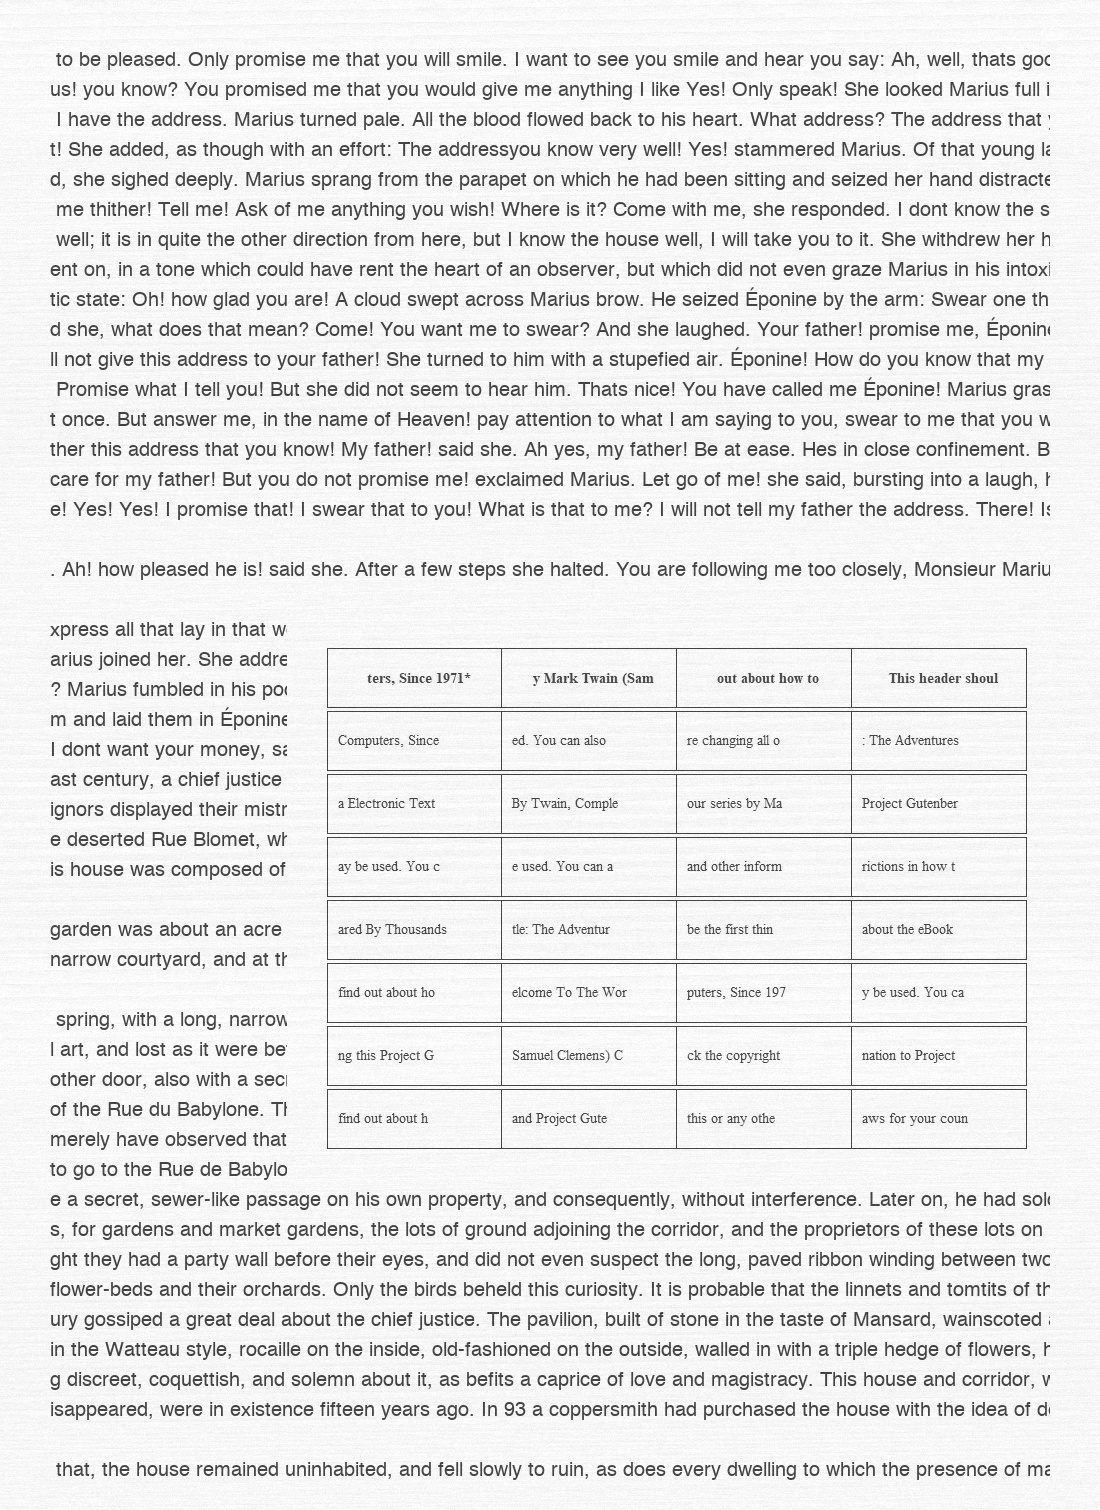 to be pleased. Only promise me that you will smile. I want to see you smile and hear you say: Ah, well, thats
us! you know? You promised me that you would give me anything I like Yes! Only speak! She looked Marius full
I have the address. Marius turned pale. All the blood flowed back to his heart. What address? The address that
t! She added, as though with an effort: The addressyou know very well! Yes! stammered Marius. Of that young
d, she sighed deeply. Marius sprang from the parapet on which he had been sitting and seized her hand
me thither! Tell me! Ask of me anything you wish! Where is it? Come with me, she responded. I dont know the s
well; it is in quite the other direction from here, but I know the house well, I will take you to it. She withdrew her h
ent on, in a tone which could have rent the heart of an observer, but which did not even graze Marius in his intoxi
tic state: Oh! how glad you are! A cloud swept across Marius brow. He seized Éponine by the arm: Swear one th
d she, what does that mean? Come! You want me to swear? And she laughed. Your father! promise me,
ll not give this address to your father! She turned to him with a stupefied air. Éponine! How do you know that my
Promise what I tell you! But she did not seem to hear him. Thats nice! You have called me Éponine! Marius gras
t once. But answer me, in the name of Heaven! pay attention to what I am saying to you, swear to me that you w
ther this address that you know! My father! said she. Ah yes, my father! Be at ease. Hes in close confinement. B
care for my father! But you do not promise me! exclaimed Marius. Let go of me! she said, bursting into a laugh,
e! Yes! Yes! I promise that! I swear that to you! What is that to me? I will not tell my father the address. There!
. Ah! how pleased he is! said she. After a few steps she halted. You are following me too closely, Monsieur Mariu
xpress all that lay in that
arius joined her. She addre
? Marius fumbled in his
m and laid them in Éponine
I dont want your money,
ast century, a chief justice
ignors displayed their mistr
e deserted Rue Blomet,
is house was composed of
garden was about an acre
narrow courtyard, and at
spring, with a long, narrow
l art, and lost as it were
other door, also with a
of the Rue du Babylone.
merely have observed that
to go to the Rue de Babylo
ters, Since 1971* y Mark Twain (Sam out about how to This header shoul
Computers, Since ed. You can also re changing all o : The Adventures
a Electronic Text By Twain, Comple our series by Ma Project Gutenber
ay be used. You c e used. You can a and other inform rictions in how t
ared By Thousands tle: The Adventur be the first thin about the eBook
find out about ho elcome To The Wor puters, Since 197 y be used. You ca
ng this Project G Samuel Clemens) C ck the copyright nation to Project
find out about h and Project Gute this or any othe aws for your coun
e a secret, sewer-like passage on his own property, and consequently, without interference. Later on, he had
s, for gardens and market gardens, the lots of ground adjoining the corridor, and the proprietors of these lots on
ght they had a party wall before their eyes, and did not even suspect the long, paved ribbon winding between
flower-beds and their orchards. Only the birds beheld this curiosity. It is probable that the linnets and tomtits of th
ury gossiped a great deal about the chief justice. The pavilion, built of stone in the taste of Mansard, wainscoted
in the Watteau style, rocaille on the inside, old-fashioned on the outside, walled in with a triple hedge of flowers,
g discreet, coquettish, and solemn about it, as befits a caprice of love and magistracy. This house and corridor,
isappeared, were in existence fifteen years ago. In 93 a coppersmith had purchased the house with the idea of
that, the house remained uninhabited, and fell slowly to ruin, as does every dwelling to which the presence of